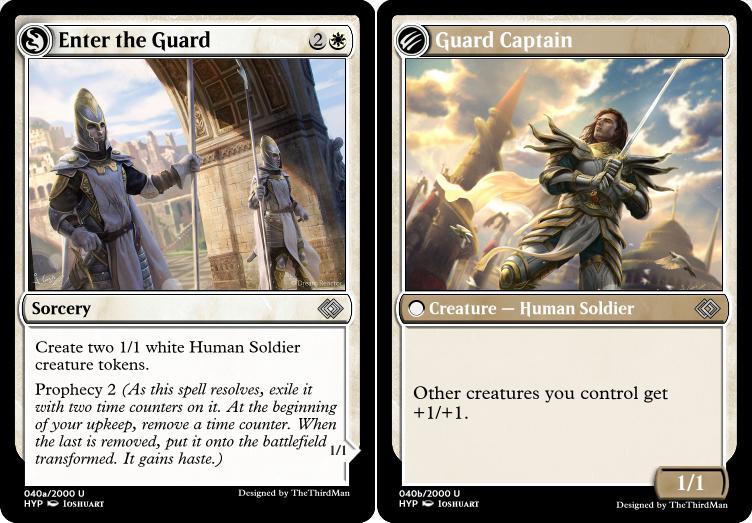 Enter the Guard 2
Sorcery
Create two 1/1 white Human Soldier
creature tokens.
Prophecy 2 (As this spell resolves, exile it
with two time counters on it. At the beginning
of your upkeep, remove a time counter. When
the last is removed, put it onto the battlefield
transformed. It gains haste.)
1/1
040a/2000 U
HYP IOSHUART
Designed by TheThirdMan
© Dream Reactor
Guard Captain
Creature — Human Soldier
Other creatures you control get
+1/+1.
1/1
040b/2000 U
HYP IOSHUART
Designed by TheThirdMan